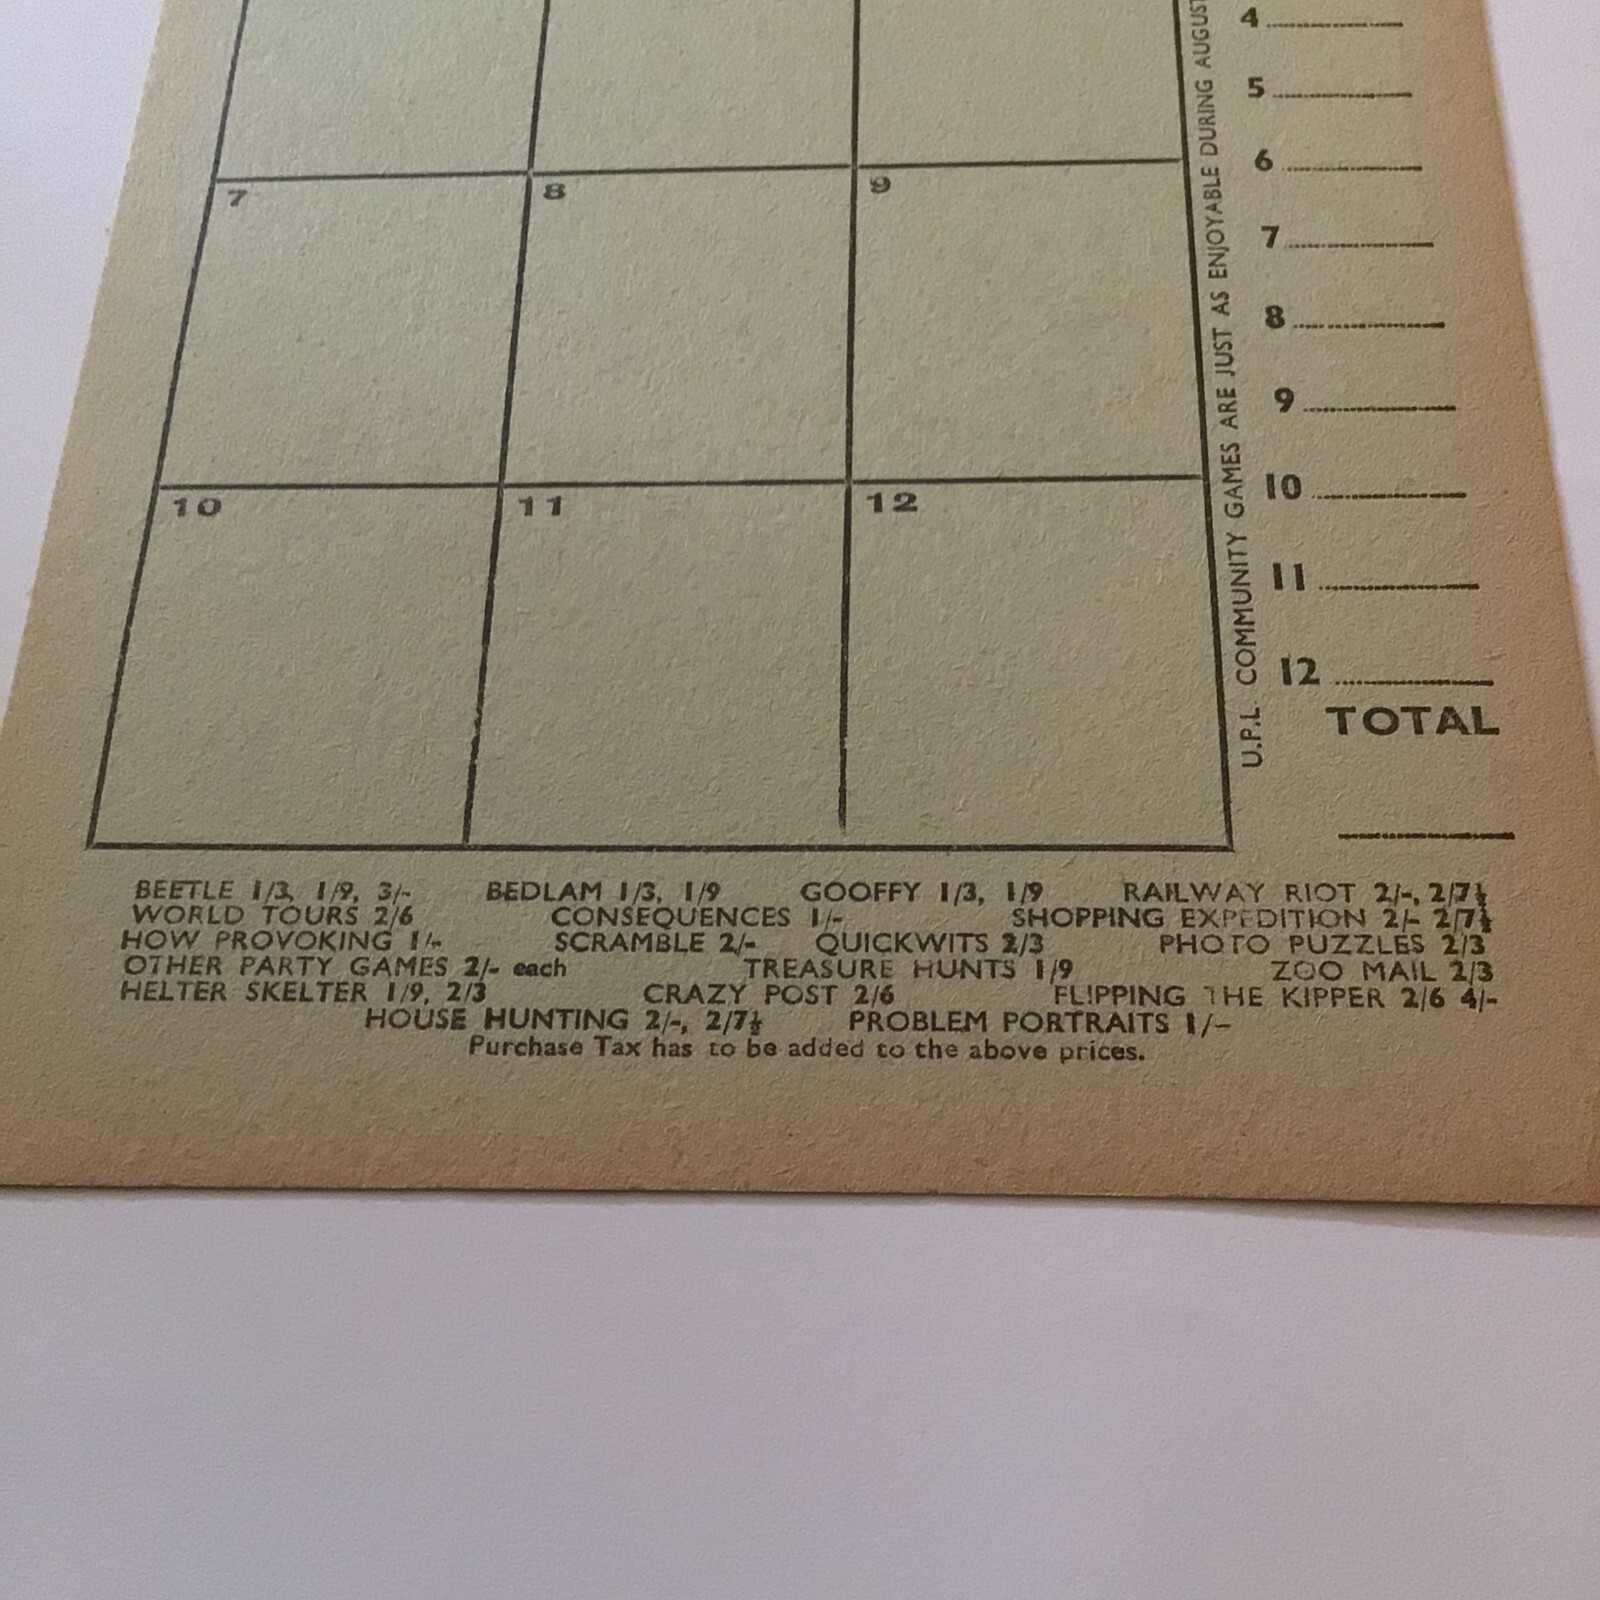 4
5
6
7
8
9
10
11
12
TOTAL
7 8 9
10 11 12
U.P.L. COMMUNITY GAMES ARE JUST AS ENJOYABLE DURING AUGUST
BEETLE 1/3, 1/9, 3/- BEDLAM 1/3, 1/9 GOOFFY 1/3, 1/9 RAILWAY RIOT 2/-, 2/7½
WORLD TOURS 2/6 CONSEQUENCES 1/- SHOPPING EXPEDITION 2/- 2/7½
HOW PROVOKING 1/- SCRAMBLE 2/- QUICKWITS 2/3 PHOTO PUZZLES 2/3
OTHER PARTY GAMES 2/- each TREASURE HUNTS 1/9 ZOO MAIL 2/3
HELTER SKELTER 1/9, 2/3 CRAZY POST 2/6 FLIPPING THE KIPPER 2/6 4/-
HOUSE HUNTING 2/-, 2/7½ PROBLEM PORTRAITS 1/-
Purchase Tax has to be added to the above prices.